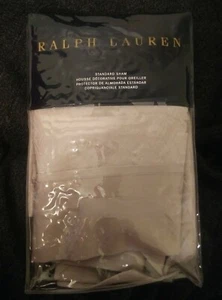 RALPH LAUREN
STANDARD SHAM
HOUSSE DÉCORATIVE POUR OREILLER
PROTECTOR DE ALMOHADA ESTÁNDAR
COPRIGUANCIALE STANDARD